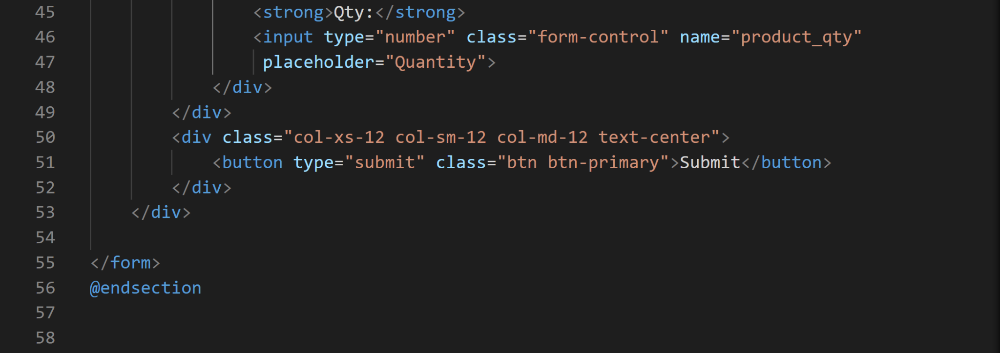 45 <strong>Qty:</strong>
46 <input type="number" class="form-control" name="product_qty"
47 placeholder="Quantity">
48 </div>
49 </div>
50 <div class="col-xs-12 col-sm-12 col-md-12 text-center">
51 <button type="submit" class="btn btn-primary">Submit</button>
52 </div>
53 </div>
54
55 </form>
56 @endsection
57
58